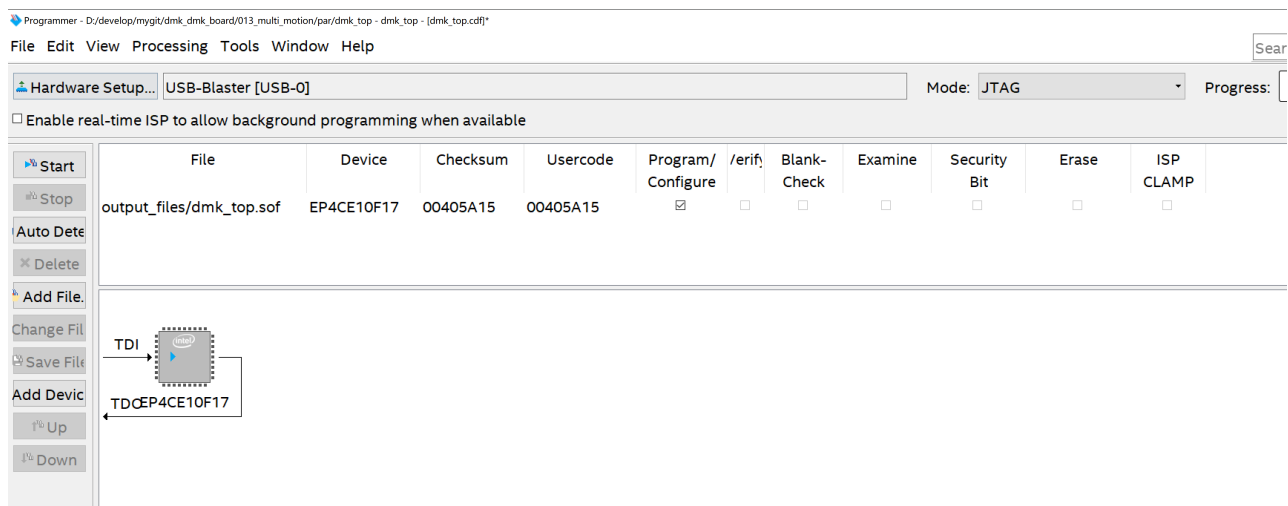 Programmer - D:/develop/mygit/dmk_dmk_board/013_multi_motion/par/dmk_top - dmk_top - [dmk_top.cdf]*
File Edit View Processing Tools Window Help
Sear
Hardware Setup... USB-Blaster [USB-0] Mode: JTAG Progress:
Enable real-time ISP to allow background programming when available
Start
Stop
Auto Dete
Delete
Add File.
Change Fil
Save File
Add Devic
Up
Down
File Device Checksum Usercode Program/ Verify Blank- Examine Security Erase ISP
Configure Check Bit CLAMP
output_files/dmk_top.sof EP4CE10F17 00405A15 00405A15
TDI
intel
TDO EP4CE10F17